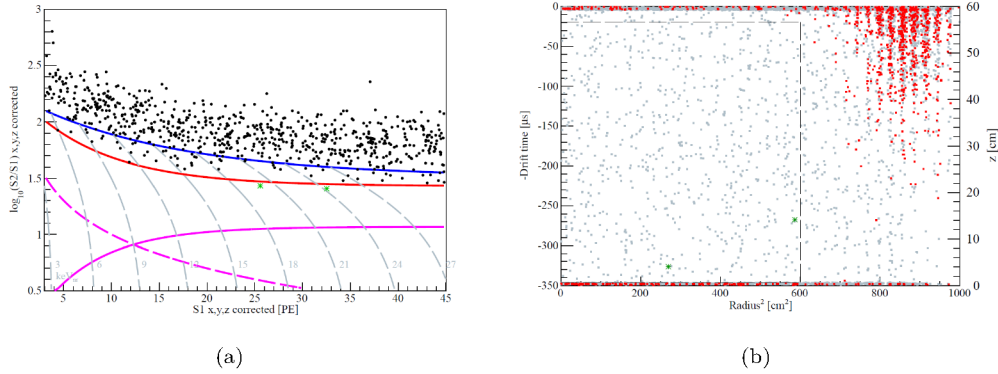 3
2.5
2
1.5
1
0.5
log10(S2/S1) x,y,z corrected
3 6 9 12 15 18 21 24 27
keVnr
5 10 15 20 25 30 35 40 45
S1 x,y,z corrected [PE]
(a)
0
-50
-100
-150
-200
-250
-300
-350
-Drift time [μs]
0 200 400 600 800 1000
Radius² [cm²]
60
50
40
30
20
10
0
z [cm]
(b)